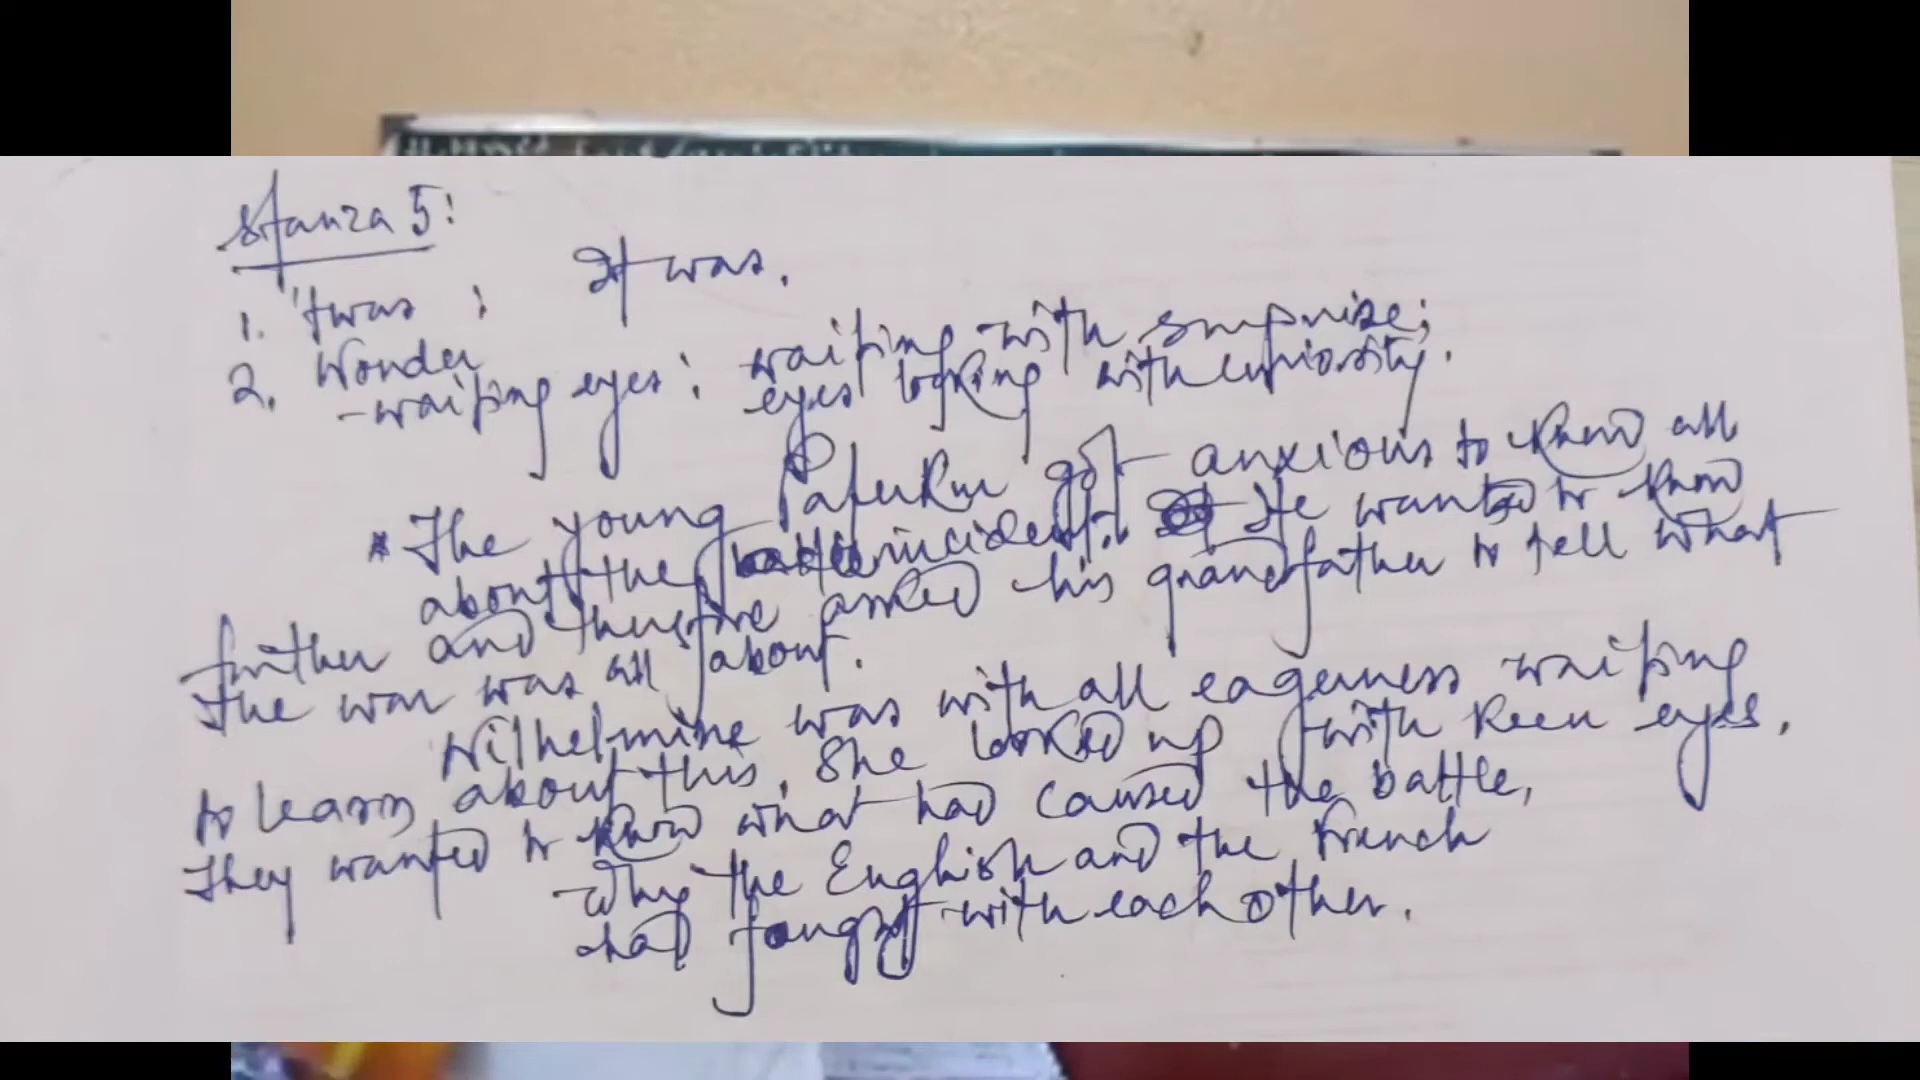 Stanza 5:
1. 'twas : It was.
2. Wonder
-waiting eyes : waiting with surprise;
eyes looking with curiosity.
* The young Peterkin got anxious to know all
about the battle incident. He wanted to know
further and therefore asked his grandfather to tell what
the war was all about.
Wilhelmine was with all eagerness waiting
to learn about this. She looked up with keen eyes.
They wanted to know what had caused the battle,
why the English and the French
had fought with each other.